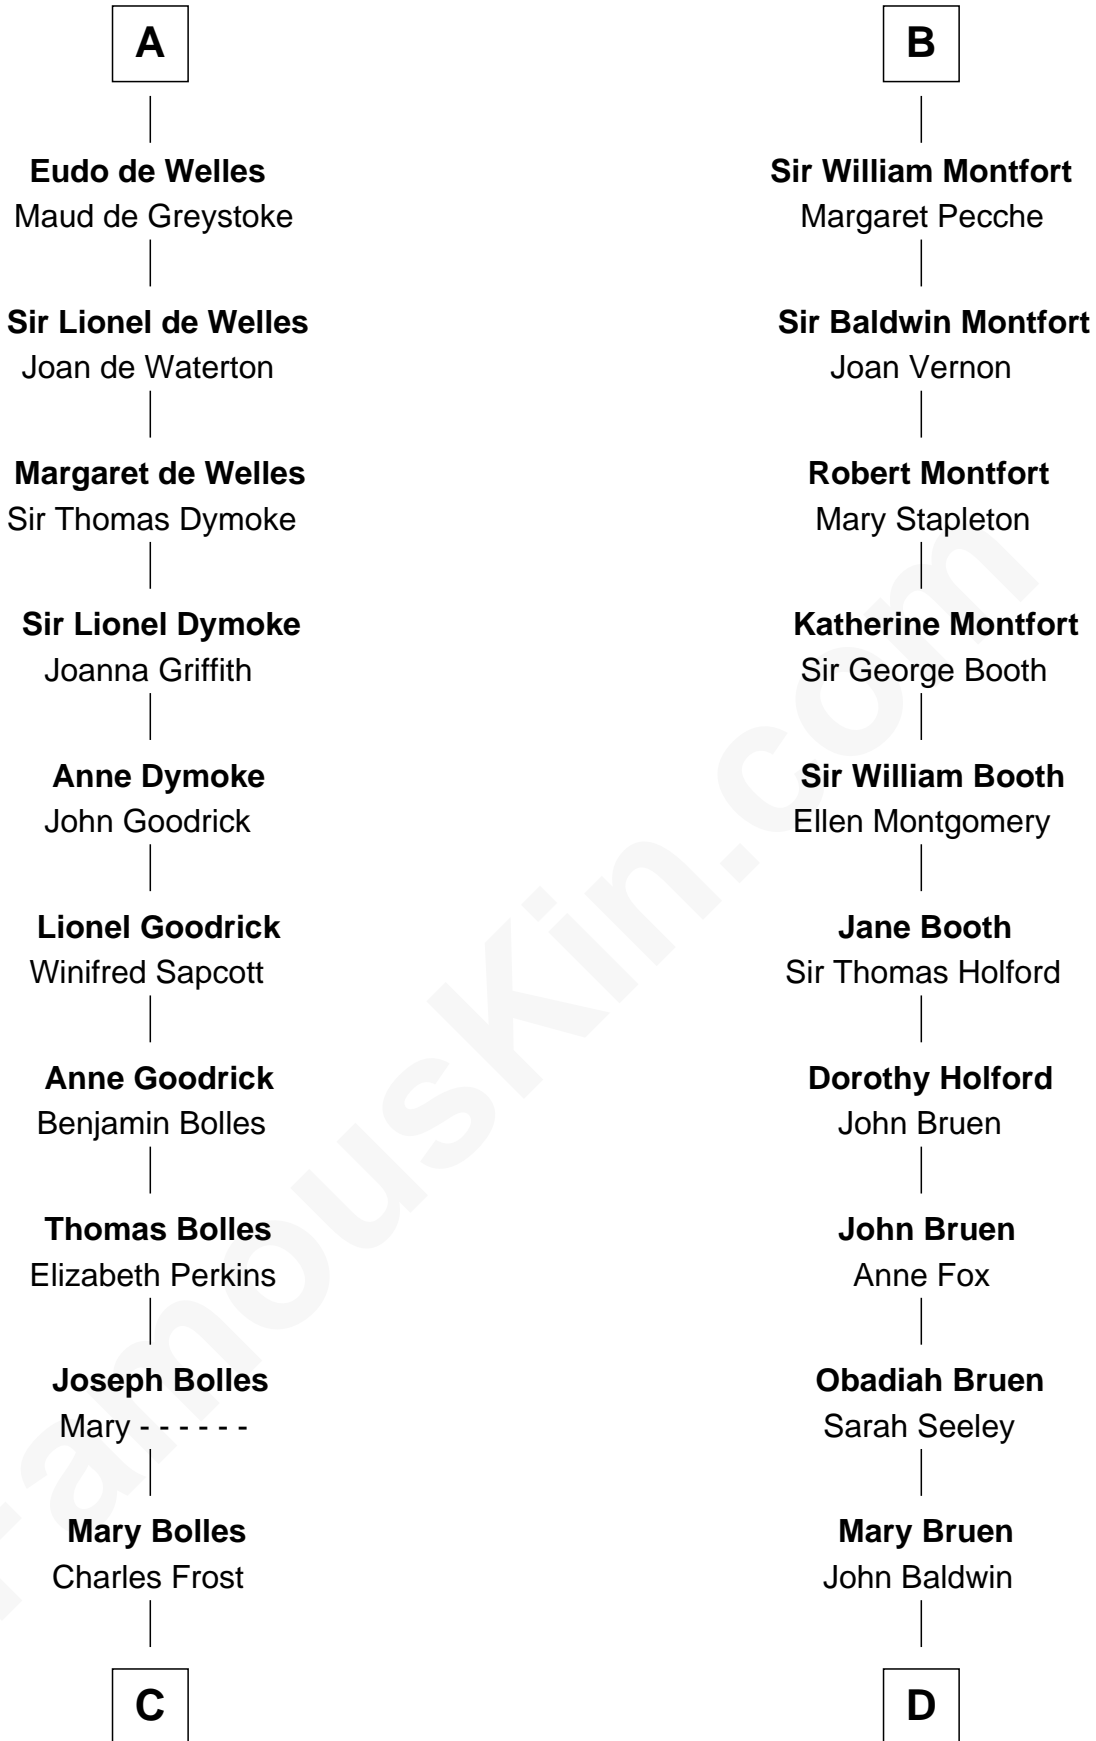 A
Eudo de Welles
Maud de Greystoke
Sir Lionel de Welles
Joan de Waterton
Margaret de Welles
Sir Thomas Dymoke
Sir Lionel Dymoke
Joanna Griffith
Anne Dymoke
John Goodrick
Lionel Goodrick
Winifred Sapcott
Anne Goodrick
Benjamin Bolles
Thomas Bolles
Elizabeth Perkins
Joseph Bolles
Mary - - - - - -
Mary Bolles
Charles Frost
C
B
Sir William Montfort
Margaret Pecche
Sir Baldwin Montfort
Joan Vernon
Robert Montfort
Mary Stapleton
Katherine Montfort
Sir George Booth
Sir William Booth
Ellen Montgomery
Jane Booth
Sir Thomas Holford
Dorothy Holford
John Bruen
John Bruen
Anne Fox
Obadiah Bruen
Sarah Seeley
Mary Bruen
John Baldwin
D
FamousKin.com